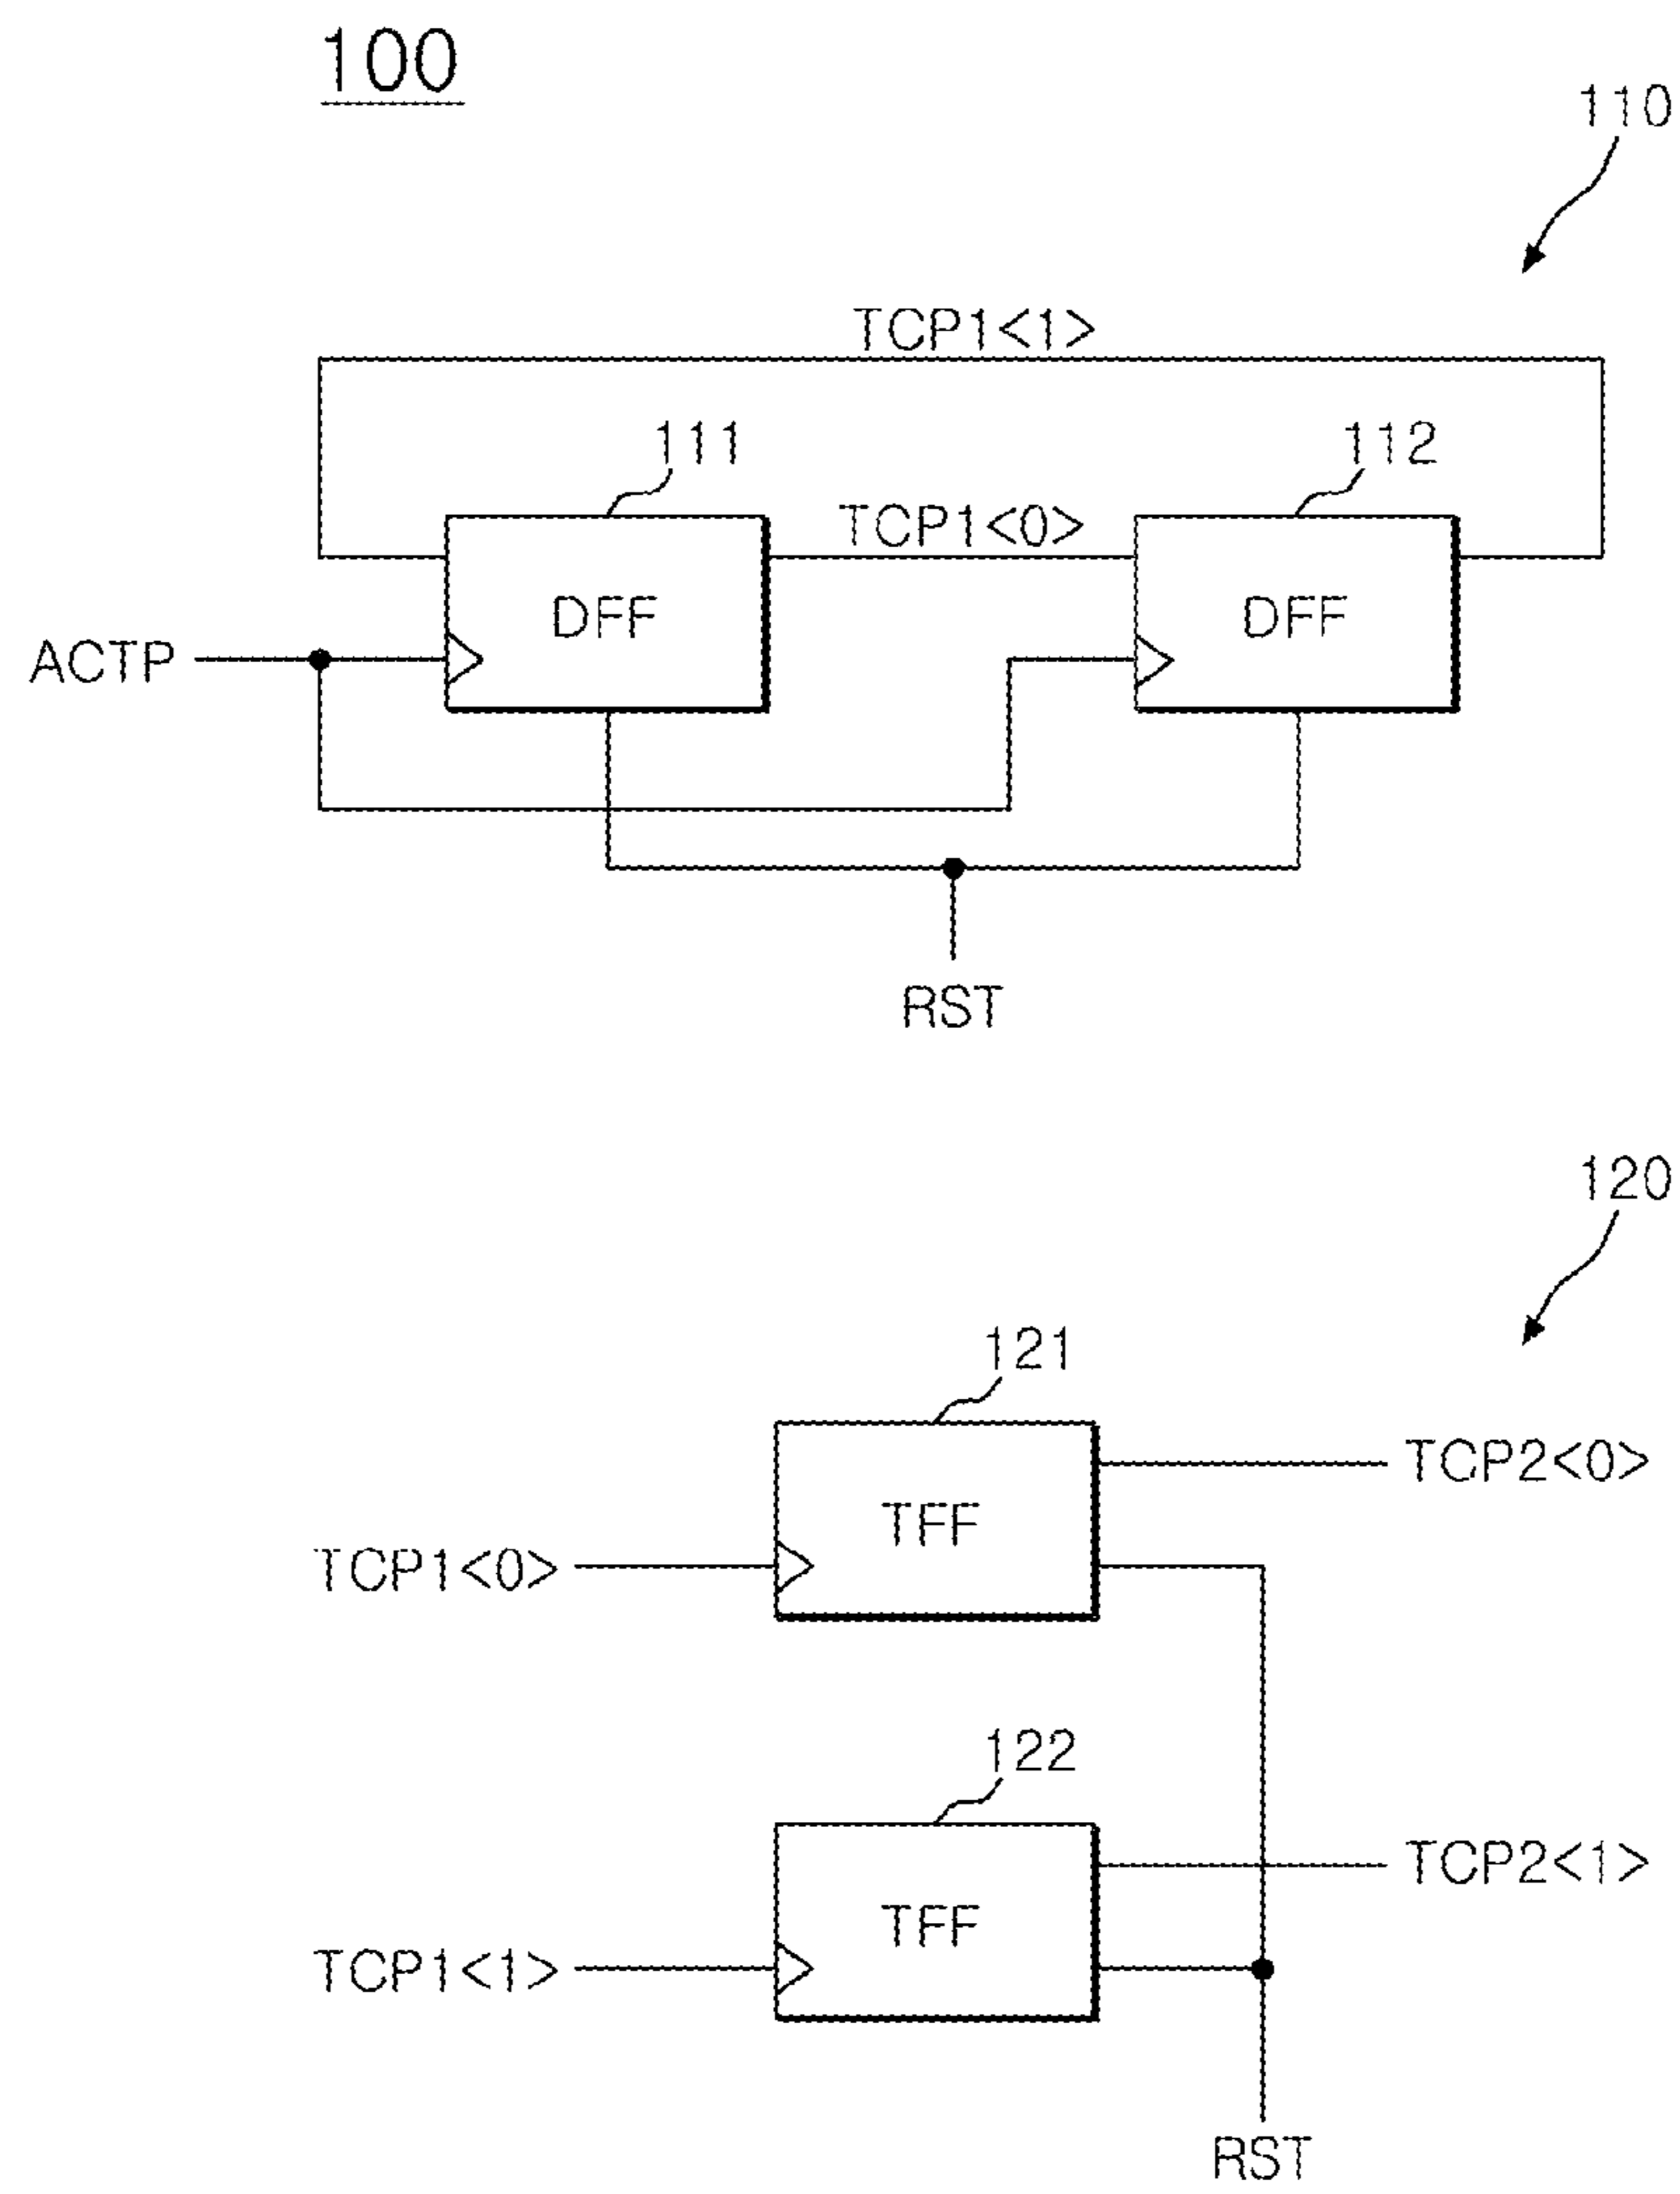 100
110
TCP1<1>
111
112
TCP1<0>
DFF
DFF
ACTP
RST
120
121
TCP2<0>
TFF
TCP1<0>
122
TCP2<1>
TFF
TCP1<1>
RST